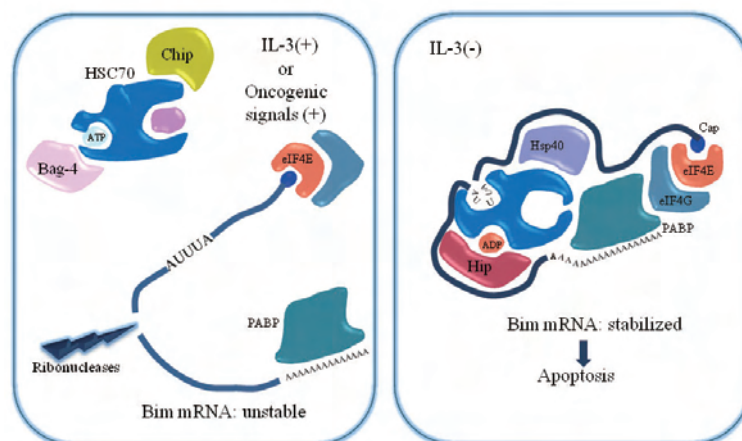 Chip
HSC70
ATP
Bag-4
IL-3(+)
or
Oncogenic
signals (+)
eIF4E
AUUUA
PABP
Ribonucleases
AAAAAAAAAAAAAA
Bim mRNA: unstable
IL-3(-)
Cap
Hsp40
eIF4E
eIF4G
PABP
ADP
Hip
Bim mRNA: stabilized
Apoptosis